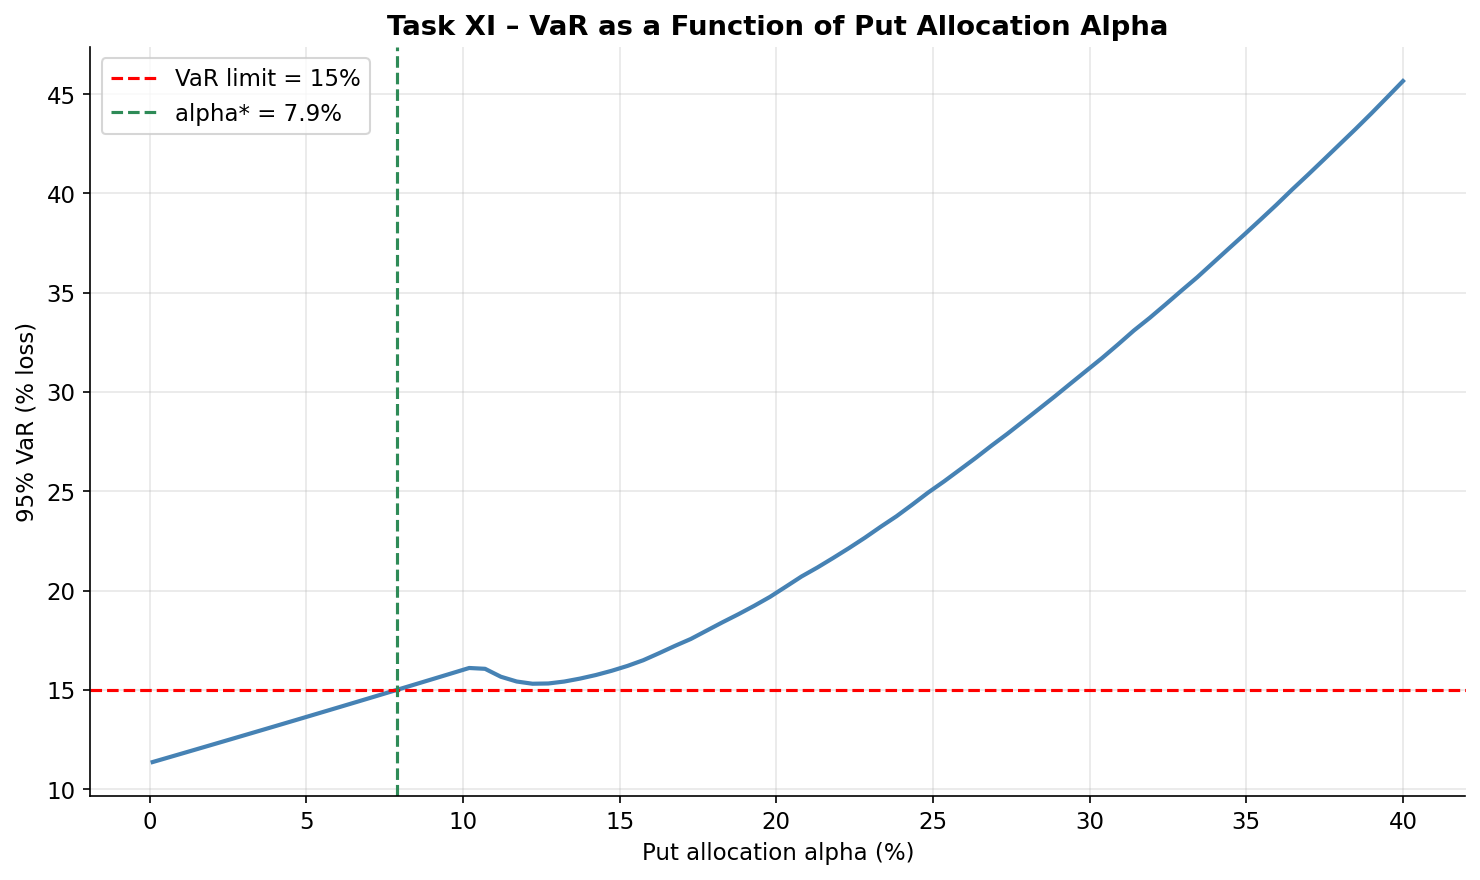 Task XI – VaR as a Function of Put Allocation Alpha
VaR limit = 15%
alpha* = 7.9%
95% VaR (% loss)
45
40
35
30
25
20
15
10
0 5 10 15 20 25 30 35 40
Put allocation alpha (%)